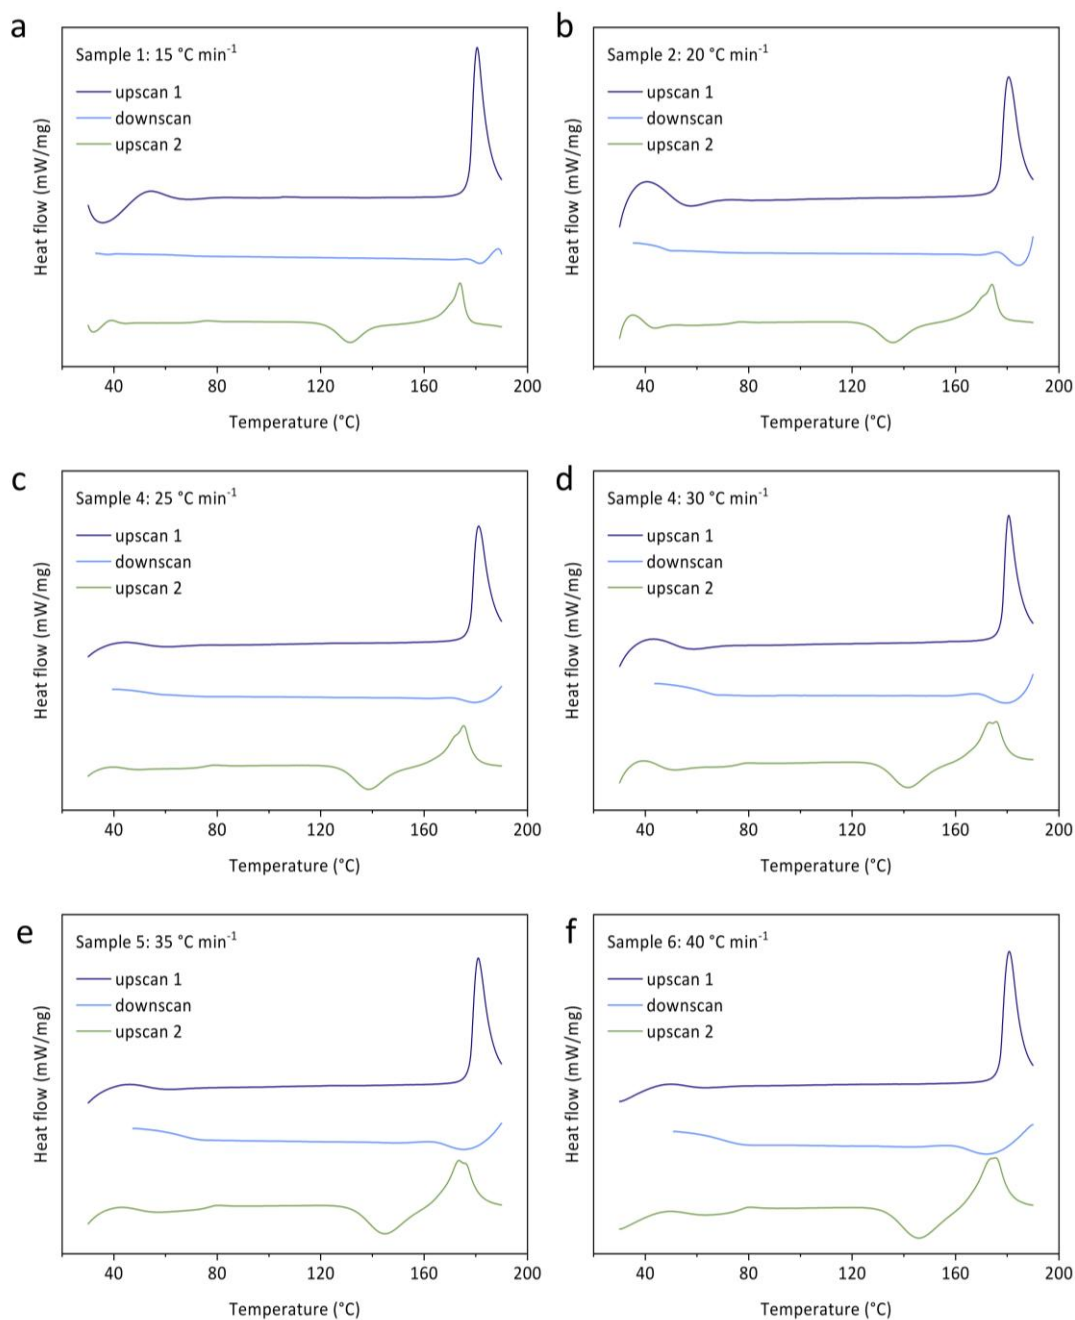 a
Sample 1: 15 °C min⁻¹
upscan 1
downscan
upscan 2
Heat flow (mW/mg)
40 80 120 160 200
Temperature (°C)
b
Sample 2: 20 °C min⁻¹
upscan 1
downscan
upscan 2
Heat flow (mW/mg)
40 80 120 160 200
Temperature (°C)
c
Sample 4: 25 °C min⁻¹
upscan 1
downscan
upscan 2
Heat flow (mW/mg)
40 80 120 160 200
Temperature (°C)
d
Sample 4: 30 °C min⁻¹
upscan 1
downscan
upscan 2
Heat flow (mW/mg)
40 80 120 160 200
Temperature (°C)
e
Sample 5: 35 °C min⁻¹
upscan 1
downscan
upscan 2
Heat flow (mW/mg)
40 80 120 160 200
Temperature (°C)
f
Sample 6: 40 °C min⁻¹
upscan 1
downscan
upscan 2
Heat flow (mW/mg)
40 80 120 160 200
Temperature (°C)